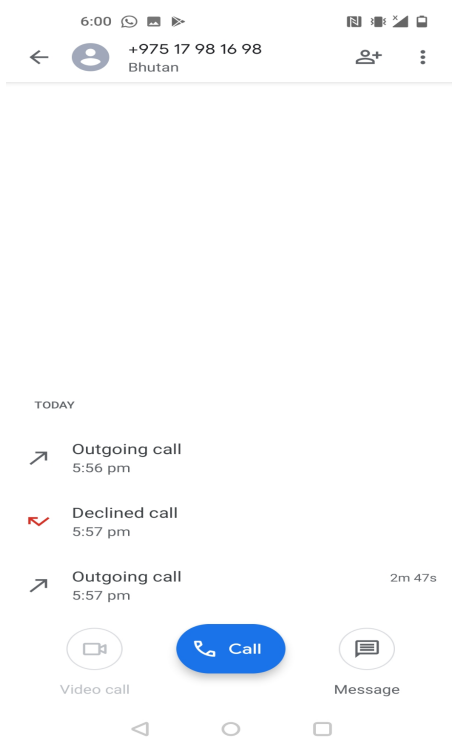 6:00
+975 17 98 16 98
Bhutan
TODAY
Outgoing call
5:56 pm
Declined call
5:57 pm
Outgoing call
2m 47s
5:57 pm
Call
Video call
Message